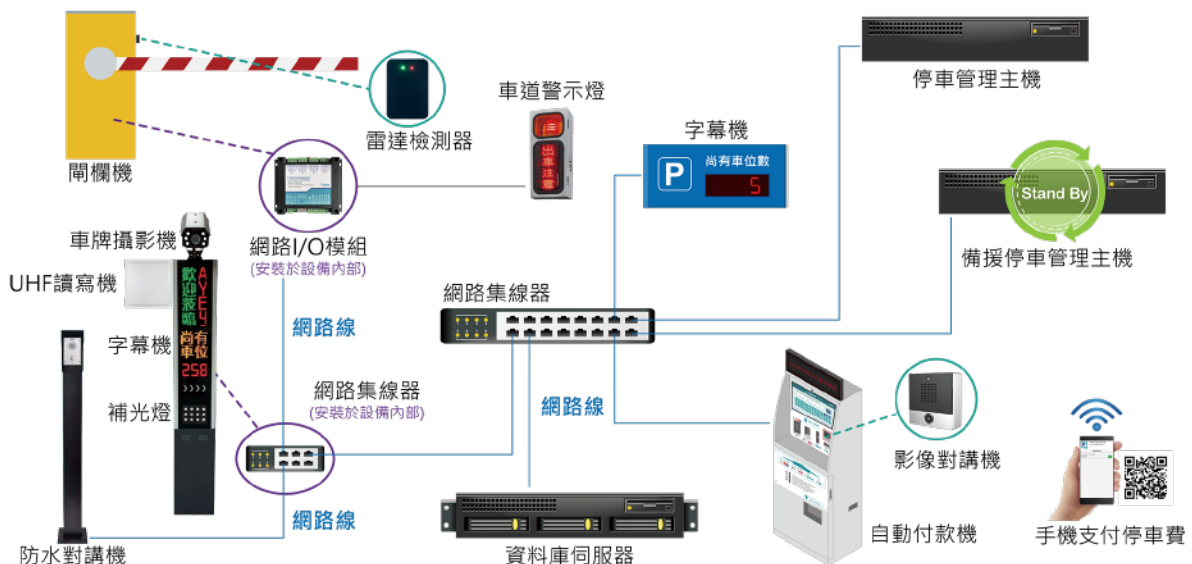 停車管理主機
車道警示燈
出車注意
字幕機
P
尚有車位數
5
雷達檢測器
閘欄機
Stand By
備援停車管理主機
車牌攝影機
網路I/O模組
(安裝於設備內部)
UHF讀寫機
歡迎蒞臨
網路集線器
網路線
字幕機
尚有
車位
258
>>>>
網路集線器
(安裝於設備內部)
補光燈
網路線
影像對講機
網路線
防水對講機
資料庫伺服器
自動付款機
手機支付停車費